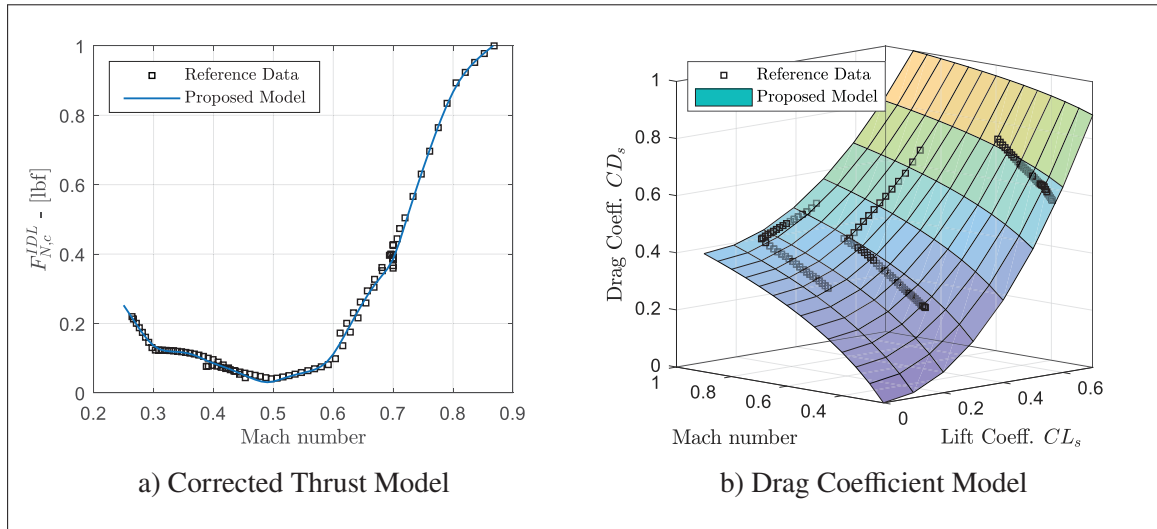 1
0.8
0.6
0.4
0.2
0
0.2 0.3 0.4 0.5 0.6 0.7 0.8 0.9
Mach number
F_{N,c}^{IDL} - [lbf]
Reference Data
Proposed Model
a) Corrected Thrust Model
1
0.8
0.6
0.4
0.2
0
Drag Coeff. CD_s
Reference Data
Proposed Model
1 0.8 0.6 0.4
Mach number
0 0.2 0.4 0.6
Lift Coeff. CL_s
b) Drag Coefficient Model